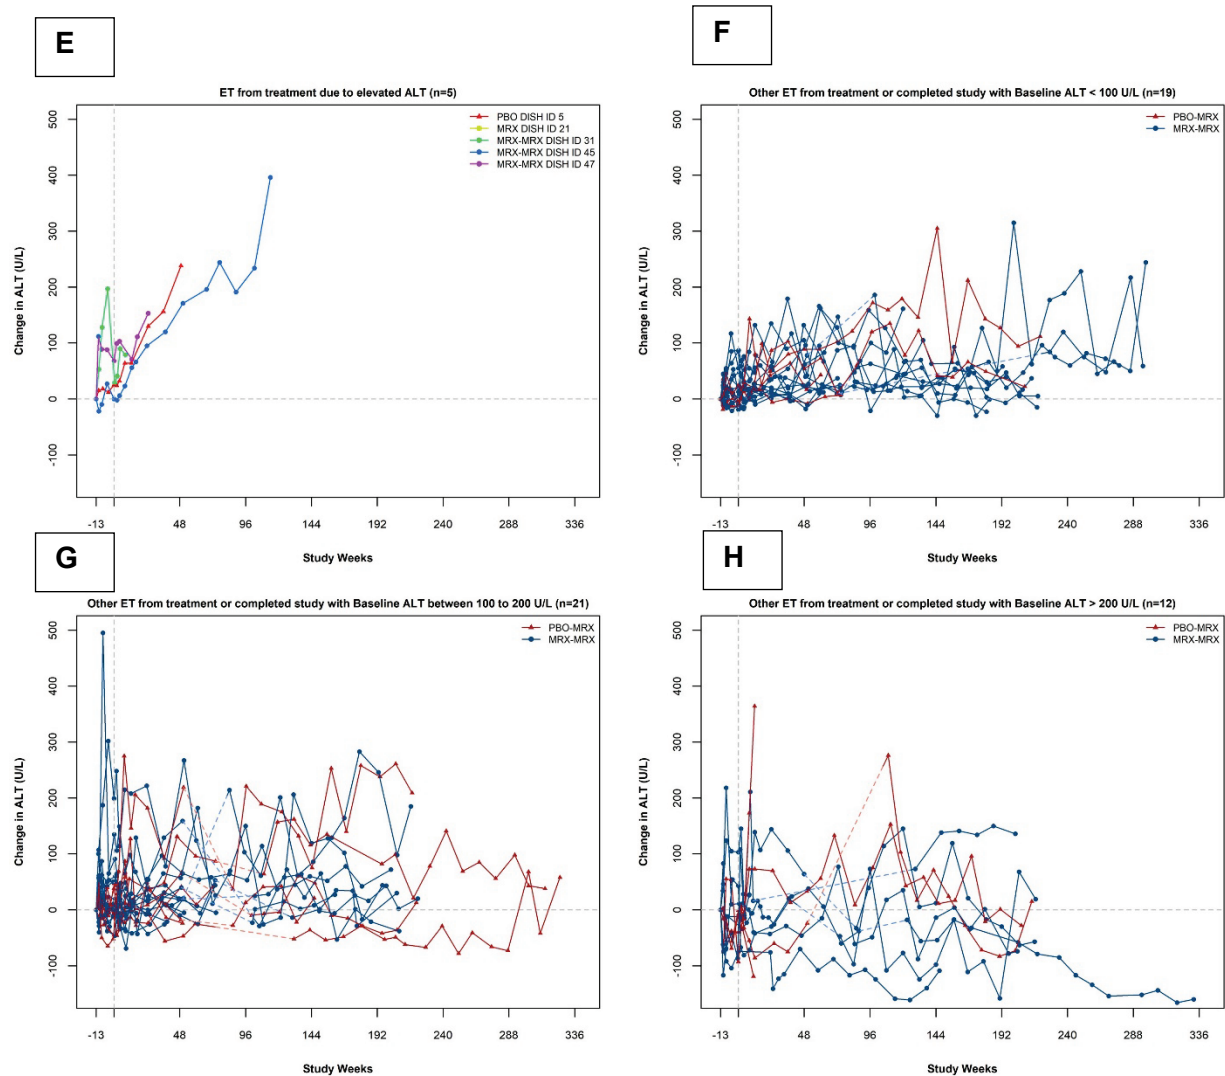 E
ET from treatment due to elevated ALT (n=5)
PBO DISH ID 5
MRX DISH ID 21
MRX-MRX DISH ID 31
MRX-MRX DISH ID 45
MRX-MRX DISH ID 47
Change in ALT (U/L)
500
400
300
200
100
0
-100
-13 48 96 144 192 240 288 336
Study Weeks
F
Other ET from treatment or completed study with Baseline ALT < 100 U/L (n=19)
PBO-MRX
MRX-MRX
Change in ALT (U/L)
500
400
300
200
100
0
-100
-13 48 96 144 192 240 288 336
Study Weeks
G
Other ET from treatment or completed study with Baseline ALT between 100 to 200 U/L (n=21)
PBO-MRX
MRX-MRX
Change in ALT (U/L)
500
400
300
200
100
0
-100
-13 48 96 144 192 240 288 336
Study Weeks
H
Other ET from treatment or completed study with Baseline ALT > 200 U/L (n=12)
PBO-MRX
MRX-MRX
Change in ALT (U/L)
500
400
300
200
100
0
-100
-13 48 96 144 192 240 288 336
Study Weeks